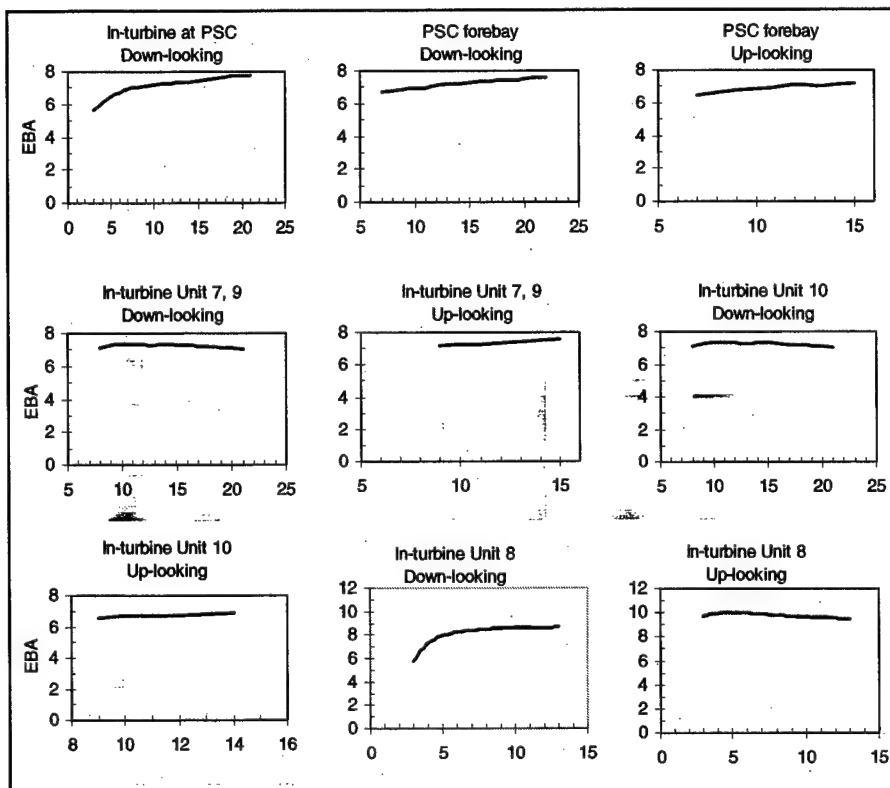 In-turbine at PSC
Down-looking
PSC forebay
Down-looking
PSC forebay
Up-looking
EBA
8
6
4
2
0
0 5 10 15 20 25
8
6
4
2
0
5 10 15 20 25
8
6
4
2
0
5 10 15
In-turbine Unit 7, 9
Down-looking
In-turbine Unit 7, 9
Up-looking
In-turbine Unit 10
Down-looking
EBA
8
6
4
2
0
5 10 15 20 25
8
6
4
2
0
5 10 15
8
6
4
2
0
5 10 15 20 25
In-turbine Unit 10
Up-looking
In-turbine Unit 8
Down-looking
In-turbine Unit 8
Up-looking
EBA
8
6
4
2
0
8 10 12 14 16
12
10
8
6
4
2
0
0 5 10 15
12
10
8
6
4
2
0
0 5 10 15